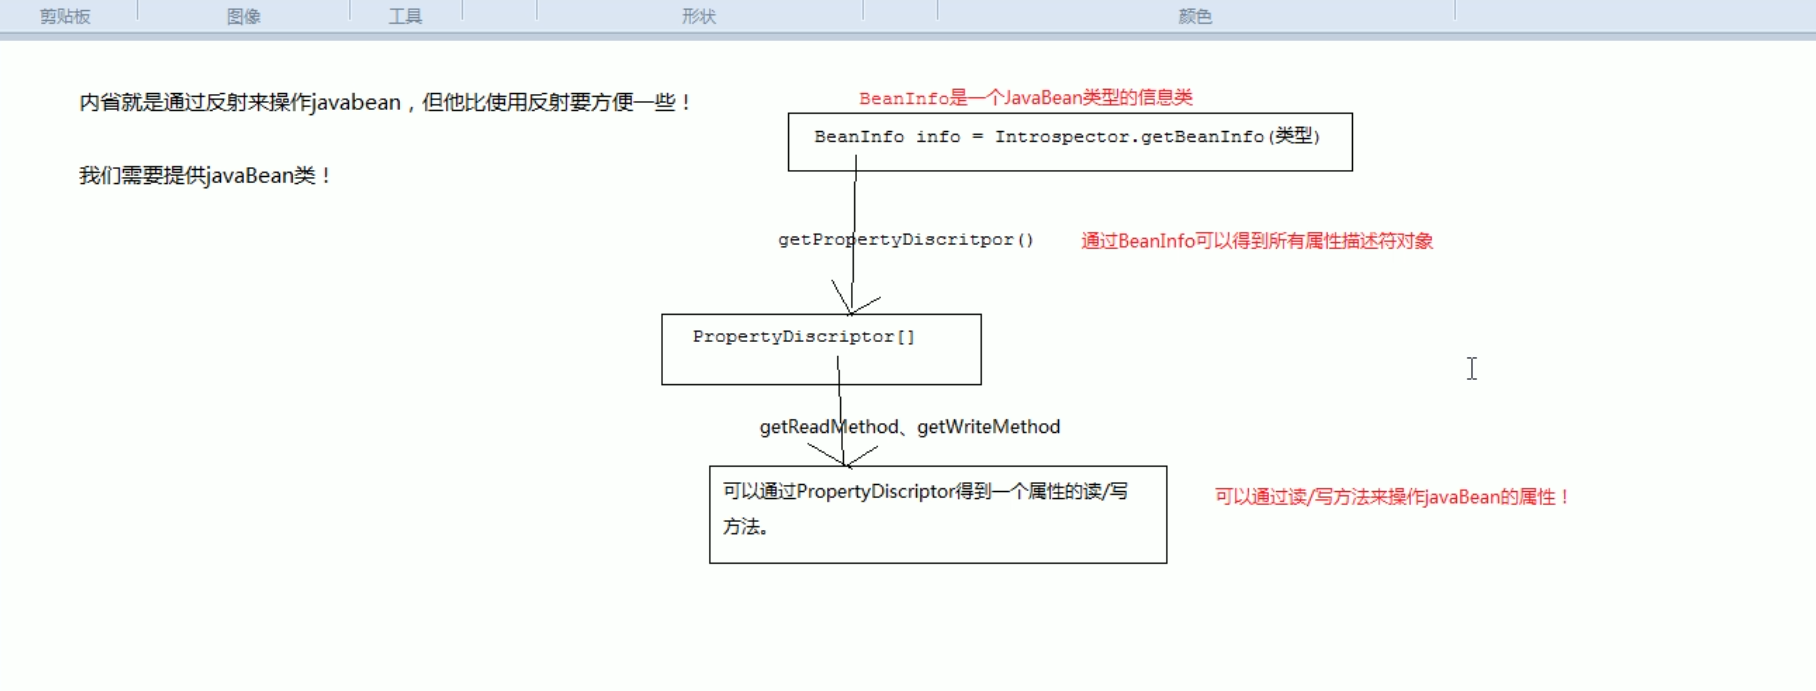 剪贴板 图像 工具 形状 颜色
内省就是通过反射来操作javabean，但他比使用反射要方便一些！
我们需要提供javaBean类！
BeanInfo是一个JavaBean类型的信息类
BeanInfo info = Introspector.getBeanInfo(类型)
getPropertyDiscritpor()
通过BeanInfo可以得到所有属性描述符对象
PropertyDiscriptor[]
getReadMethod、getWriteMethod
可以通过PropertyDiscriptor得到一个属性的读/写
方法。
可以通过读/写方法来操作javaBean的属性！